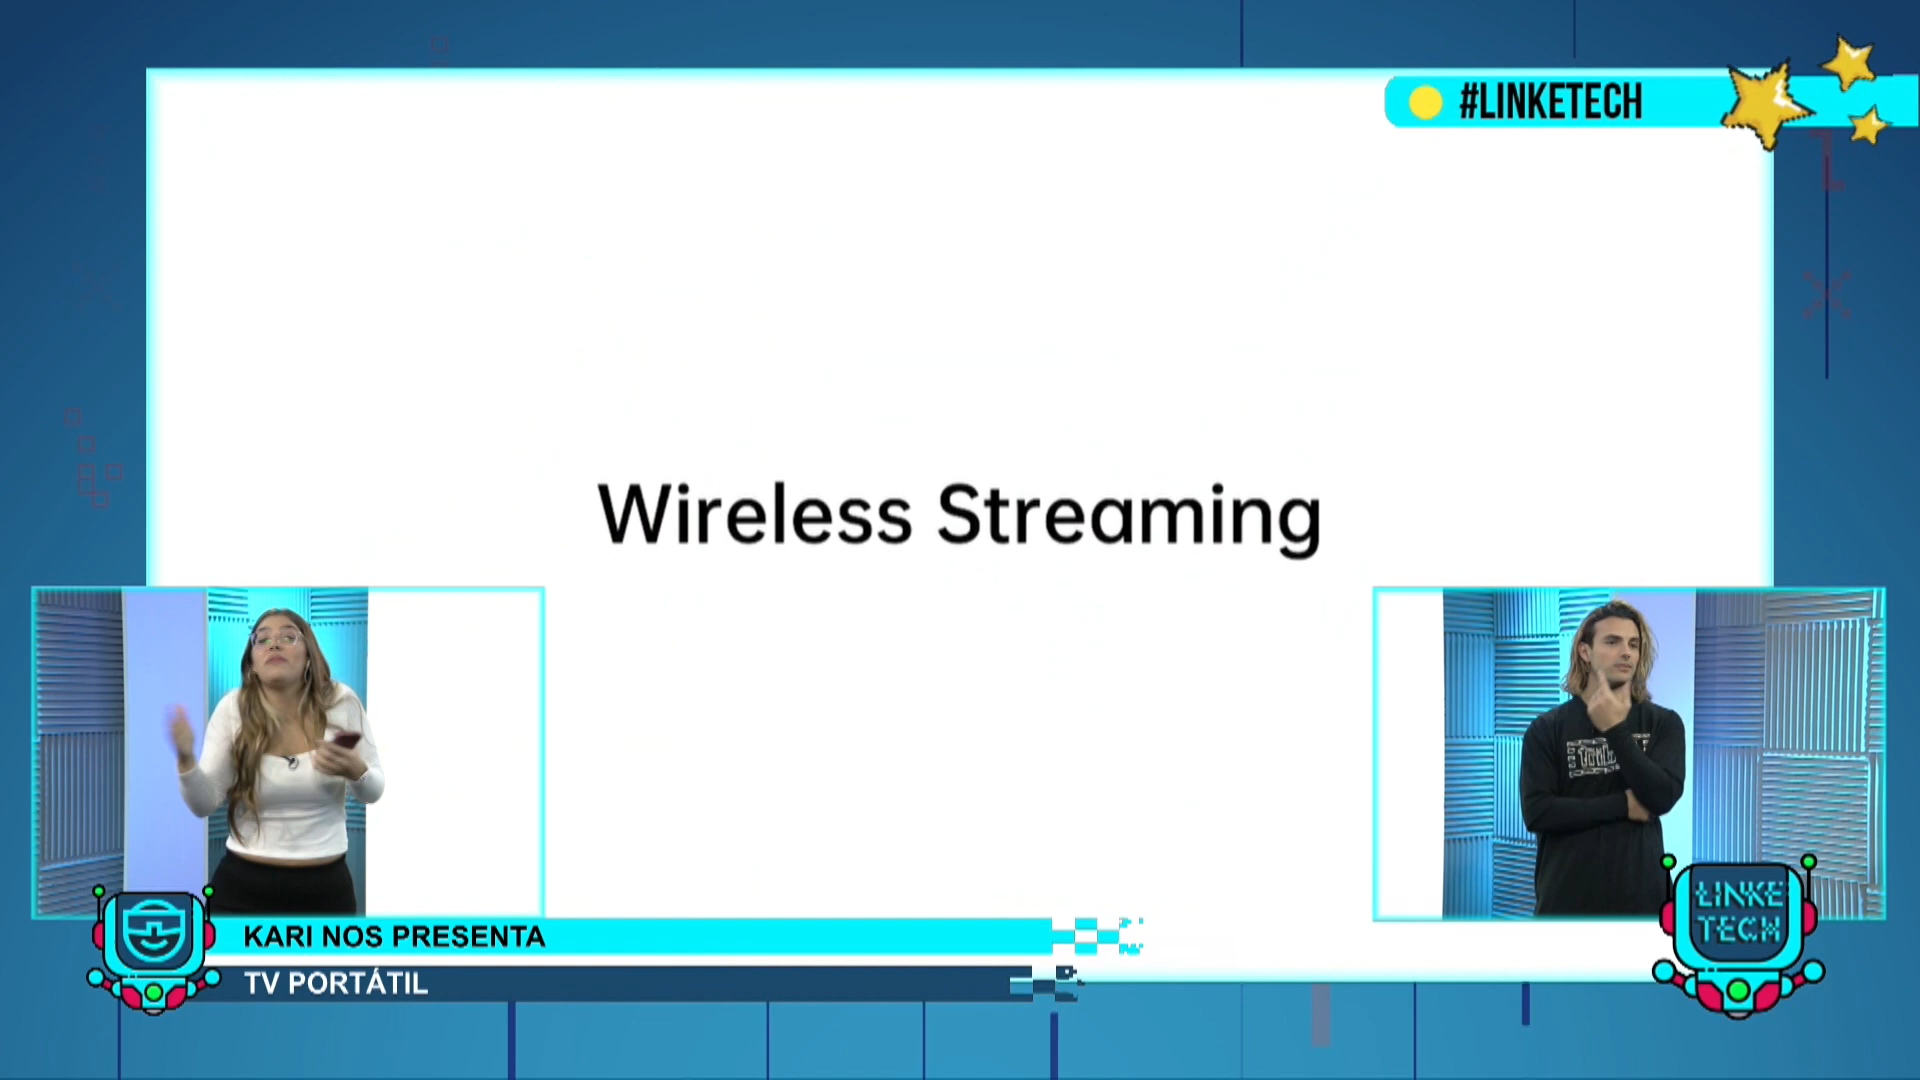 #LINKETECH
Wireless Streaming
KARI NOS PRESENTA
TV PORTÁTIL
LINKE
TECH